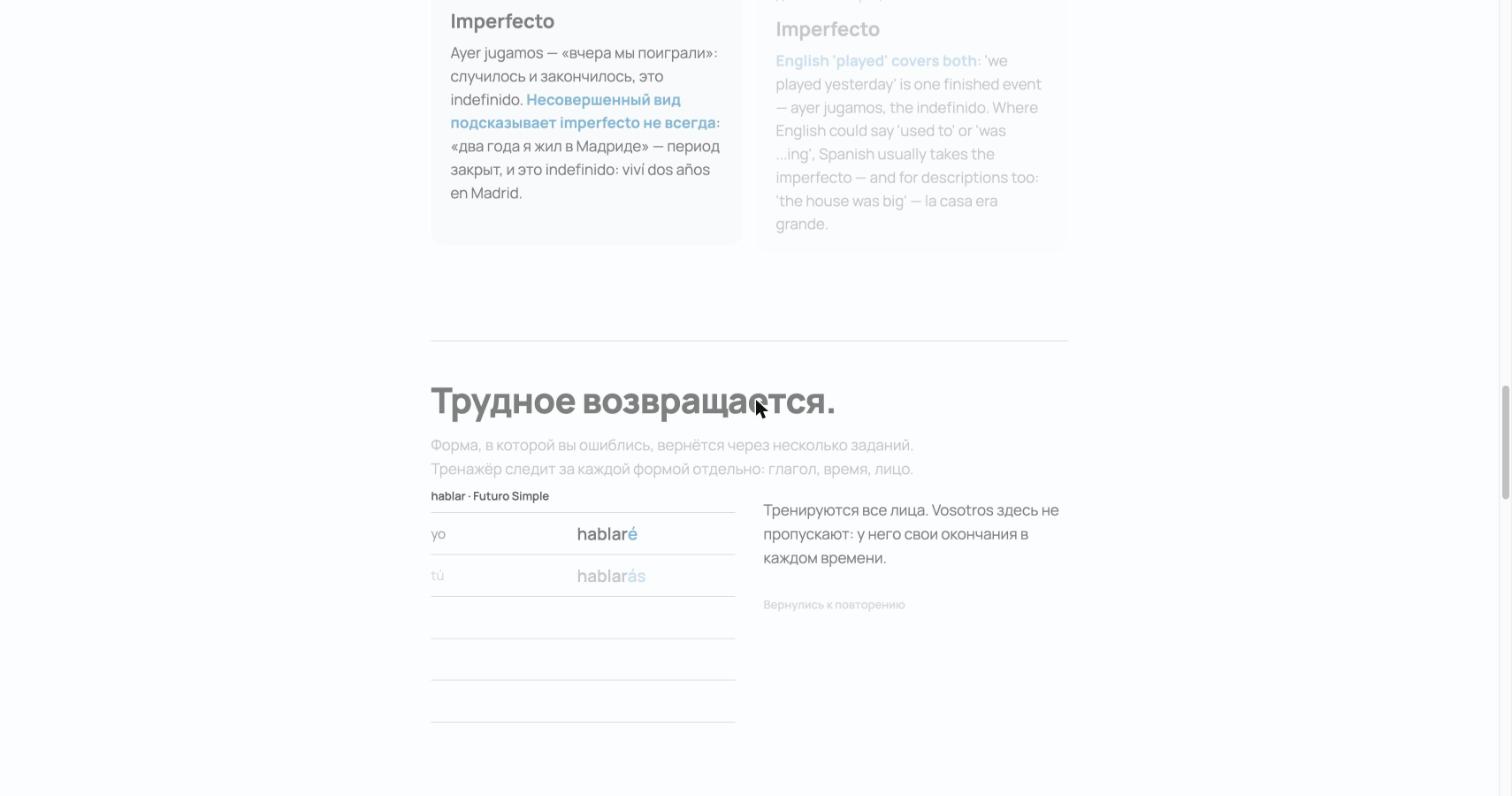 Imperfecto
Ayer jugamos — «вчера мы поиграли»:
случилось и закончилось, это
indefinido. Несовершенный вид
подсказывает imperfecto не всегда:
«два года я жил в Мадриде» — период
закрыт, и это indefinido: viví dos años
en Madrid.
Imperfecto
English 'played' covers both: 'we
played yesterday' is one finished event
— ayer jugamos, the indefinido. Where
English could say 'used to' or 'was
...ing', Spanish usually takes the
imperfecto — and for descriptions too:
'the house was big' — la casa era
grande.
Трудное возвращается.
Форма, в которой вы ошиблись, вернётся через несколько заданий.
Тренажёр следит за каждой формой отдельно: глагол, время, лицо.
hablar · Futuro Simple
yo hablaré
tú hablarás
Тренируются все лица. Vosotros здесь не
пропускают: у него свои окончания в
каждом времени.
Вернулись к повторению